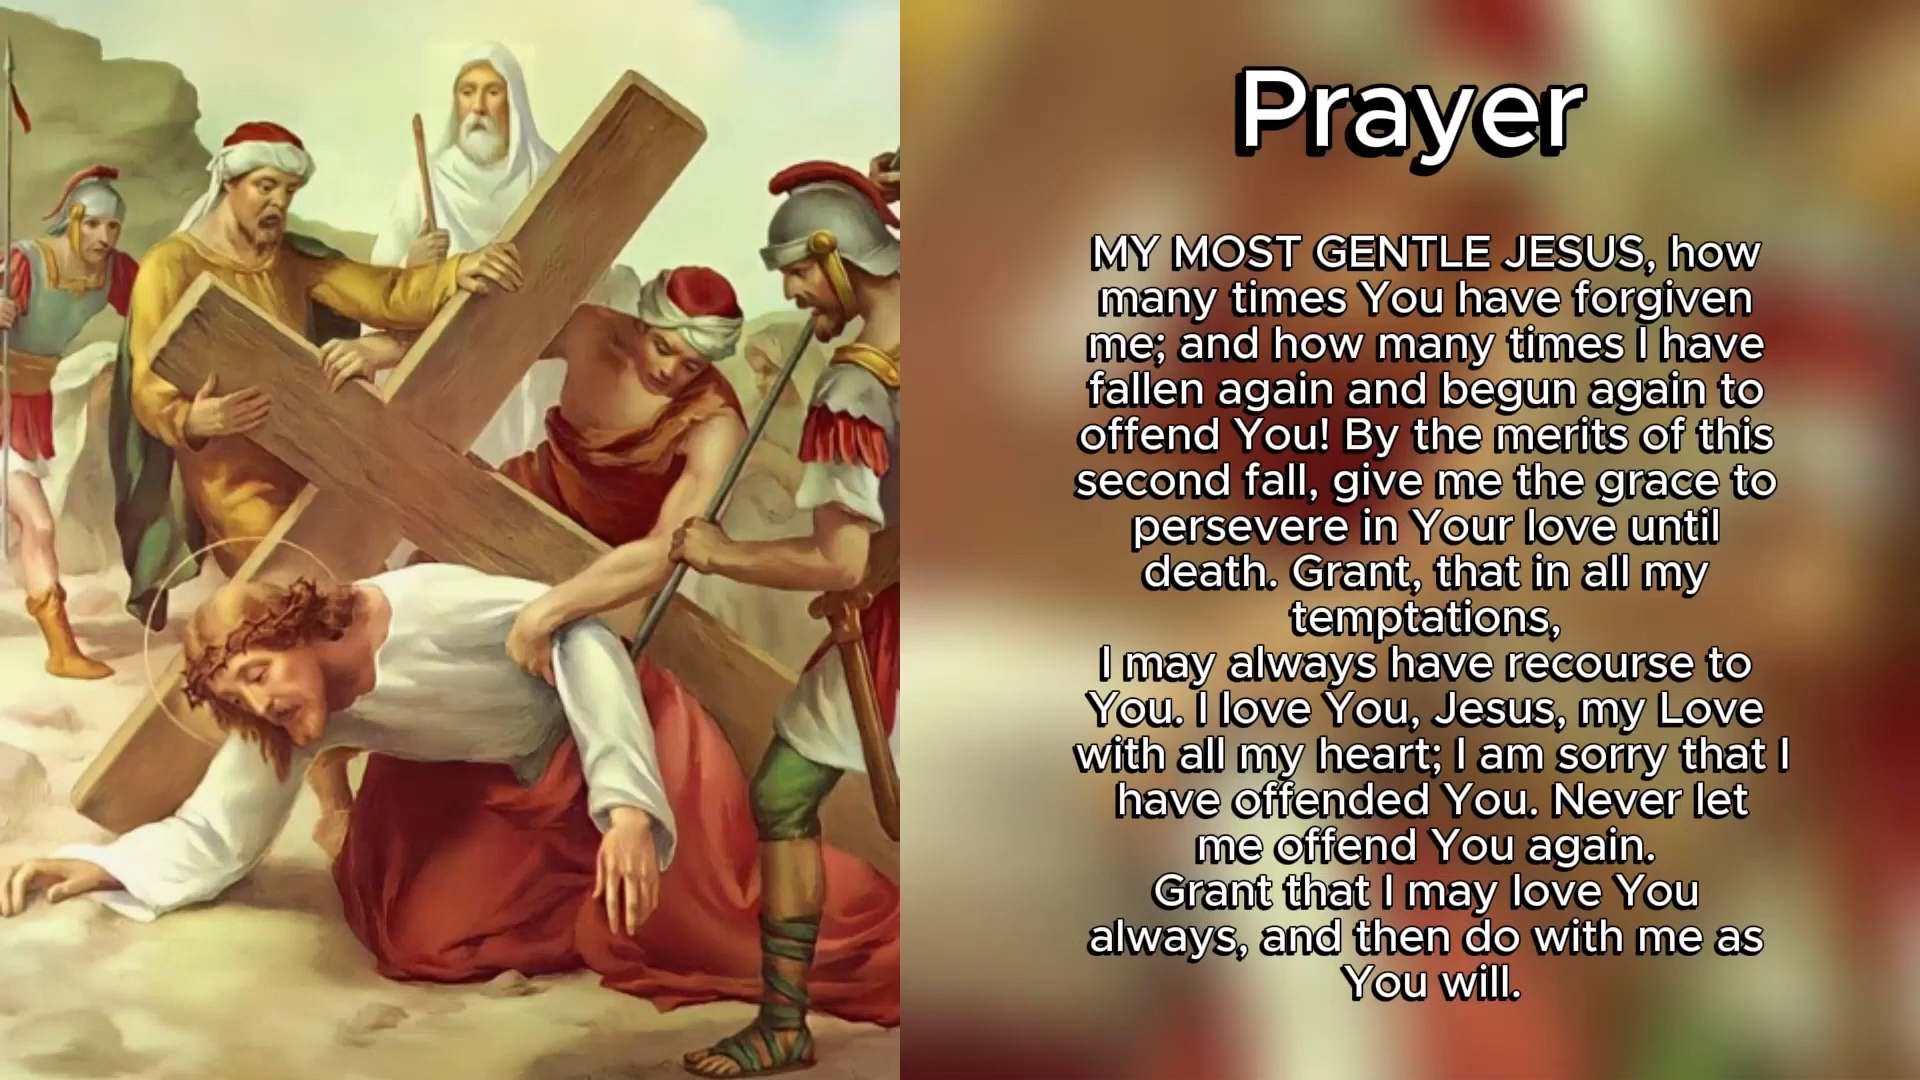 Prayer
MY MOST GENTLE JESUS, how
many times You have forgiven
me; and how many times I have
fallen again and begun again to
offend You! By the merits of this
second fall, give me the grace to
persevere in Your love until
death. Grant, that in all my
temptations,
I may always have recourse to
You. I love You, Jesus, my Love
with all my heart; I am sorry that I
have offended You. Never let
me offend You again.
Grant that I may love You
always, and then do with me as
You will.